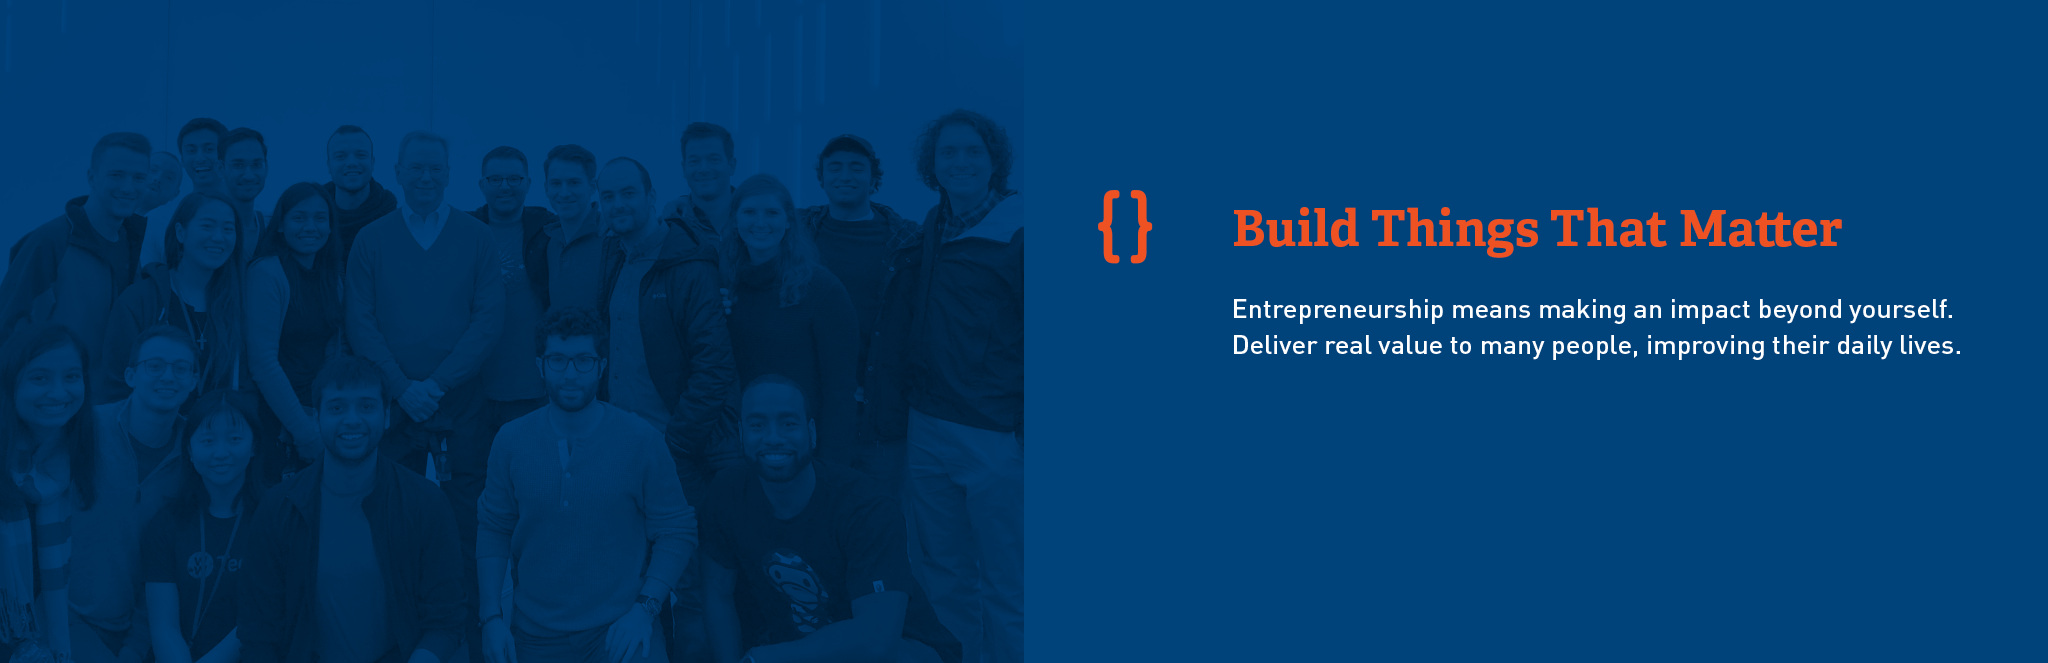 { } Build Things That Matter
Entrepreneurship means making an impact beyond yourself.
Deliver real value to many people, improving their daily lives.